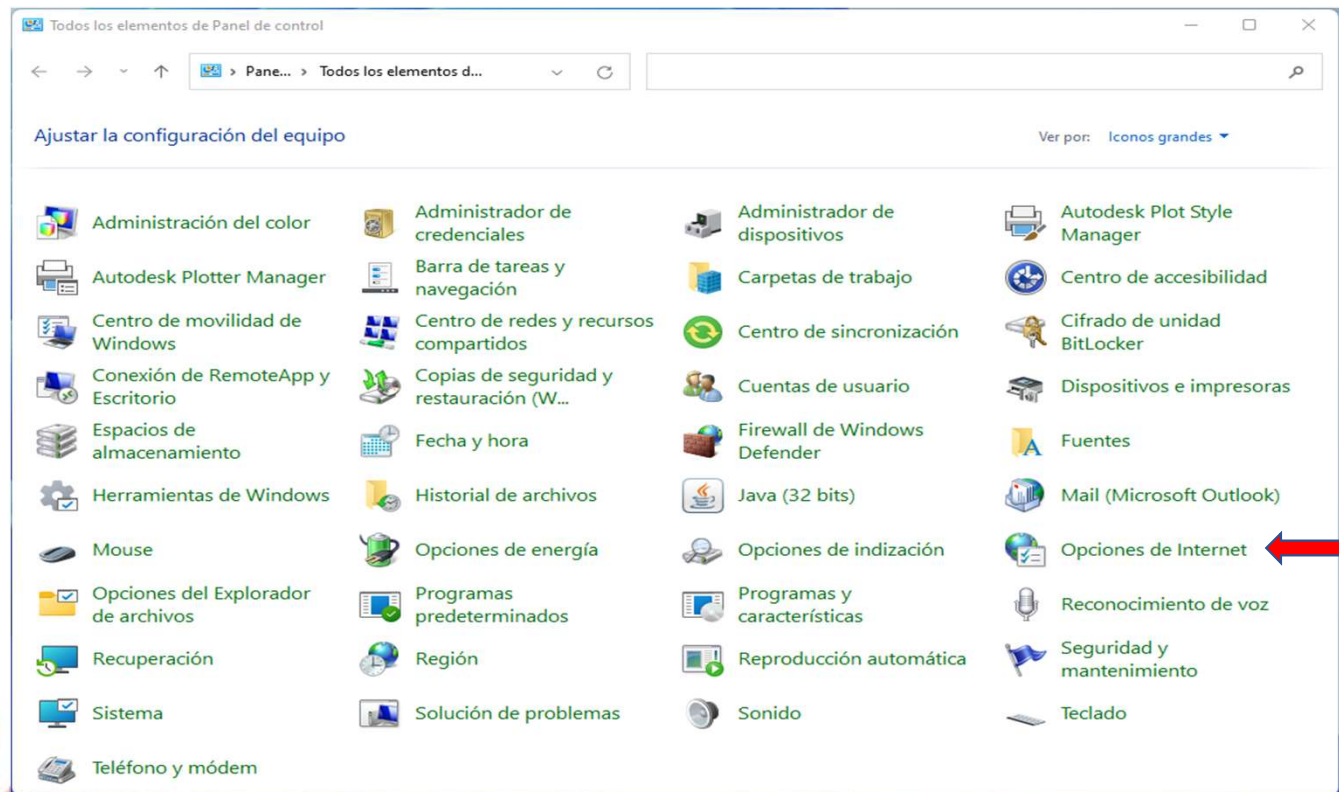 Todos los elementos de Panel de control
Pane... > Todos los elementos d...
Ajustar la configuración del equipo
Ver por: Iconos grandes
Administración del color
Administrador de
credenciales
Administrador de
dispositivos
Autodesk Plot Style
Manager
Autodesk Plotter Manager
Barra de tareas y
navegación
Carpetas de trabajo
Centro de accesibilidad
Centro de movilidad de
Windows
Centro de redes y recursos
compartidos
Centro de sincronización
Cifrado de unidad
BitLocker
Conexión de RemoteApp y
Escritorio
Copias de seguridad y
restauración (W...
Cuentas de usuario
Dispositivos e impresoras
Espacios de
almacenamiento
Fecha y hora
Firewall de Windows
Defender
Fuentes
Herramientas de Windows
Historial de archivos
Java (32 bits)
Mail (Microsoft Outlook)
Mouse
Opciones de energía
Opciones de indización
Opciones de Internet
Opciones del Explorador
de archivos
Programas
predeterminados
Programas y
características
Reconocimiento de voz
Recuperación
Región
Reproducción automática
Seguridad y
mantenimiento
Sistema
Solución de problemas
Sonido
Teclado
Teléfono y módem